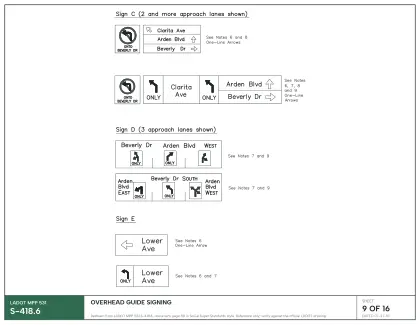 Sign C (2 and more approach lanes shown)
ONTO
BEVERLY DR
Clarita Ave
Arden Blvd
Beverly Dr
See Notes 6 and 8
One-Line Arrows
ONTO
BEVERLY DR
ONLY
Clarita
Ave
ONLY
Arden Blvd
Beverly Dr
See Notes
6, 7, 8
and 9
One-Line
Arrows
Sign D (3 approach lanes shown)
Beverly Dr Arden Blvd WEST
ONLY
ONLY
See Notes 7 and 8
Arden
Blvd
EAST
Beverly Dr SOUTH
Arden
Blvd
WEST
ONLY
ONLY
See Notes 7 and 9
Sign E
Lower
Ave
See Notes 6
One-Line Arrow
ONLY
Lower
Ave
See Notes 6 and 7
LADOT MPP 531
S-418.6
OVERHEAD GUIDE SIGNING
SHEET
9 OF 16